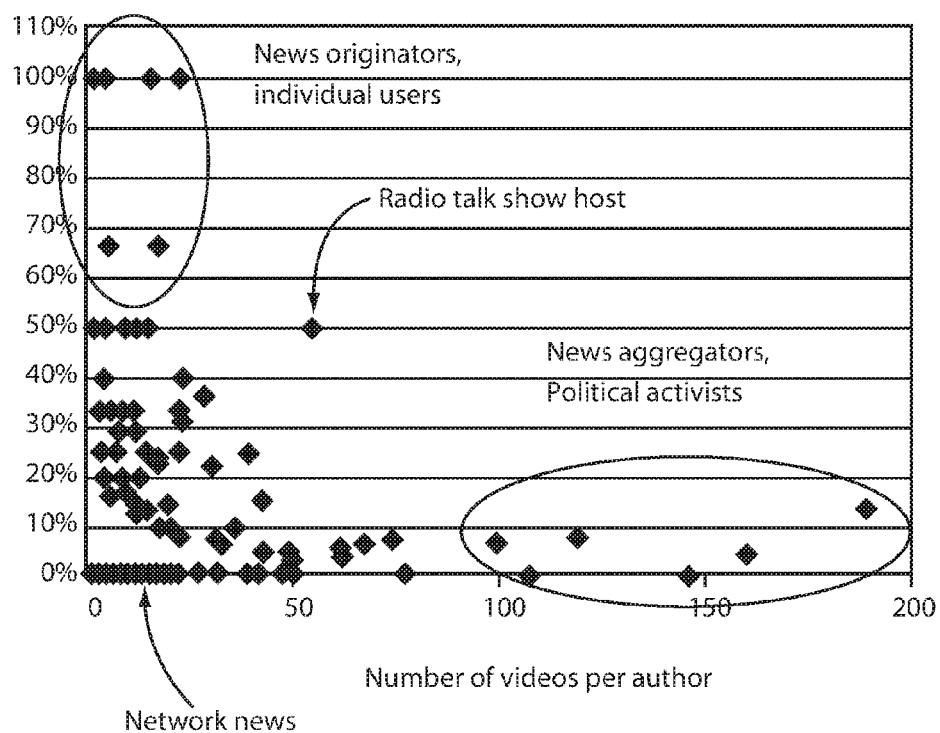 110%
News originators,
100%
individual users
90%
80%
Radio talk show host
70%
60%
50%
News aggregators,
40%
Political activists
30%
20%
10%
0%
0 50 100 150 200
Number of videos per author
Network news